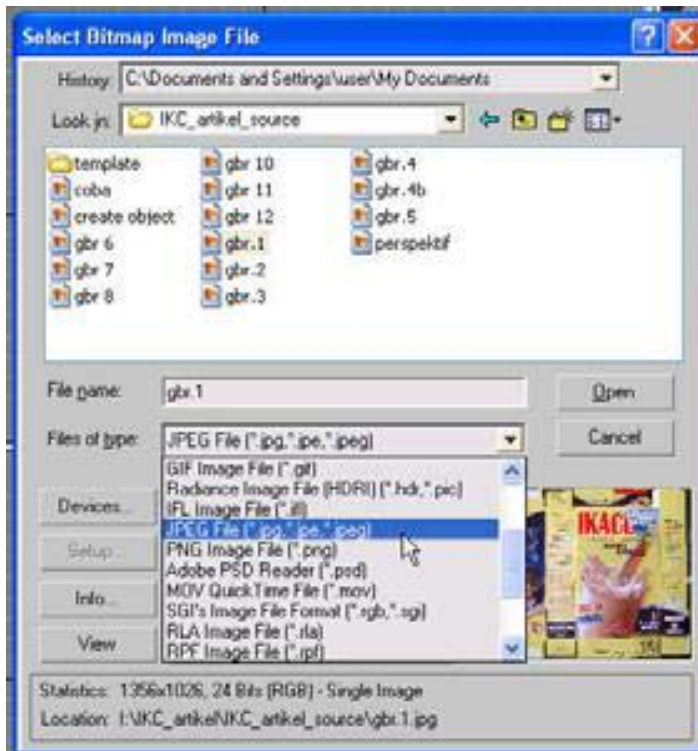 Select Bitmap Image File
History: C:\Documents and Settings\user\My Documents
Look in: IKC_artikel_source
template
coba
create object
gbr 6
gbr 7
gbr 8
gbr 10
gbr 11
gbr 12
gbr.1
gbr.2
gbr.3
gbr.4
gbr.4b
gbr.5
perspektif
File name: gbr.1
Open
Files of type: JPEG File (*.jpg,*.jpe,*.jpeg)
Cancel
GIF Image File (*.gif)
Radiance Image File (HDRI) (*.hdr,*.pic)
IFL Image File (*.ifl)
JPEG File (*.jpg,*.jpe,*.jpeg)
PNG Image File (*.png)
Adobe PSD Reader (*.psd)
MOV QuickTime File (*.mov)
SGI's Image File Format (*.rgb,*.sgi)
RLA Image File (*.rla)
RPF Image File (*.rpf)
Devices...
Setup...
Info...
View
Statistics: 1356x1026, 24 Bits (RGB) - Single Image
Location: I:\IKC_artikel\IKC_artikel_source\gbr.1.jpg